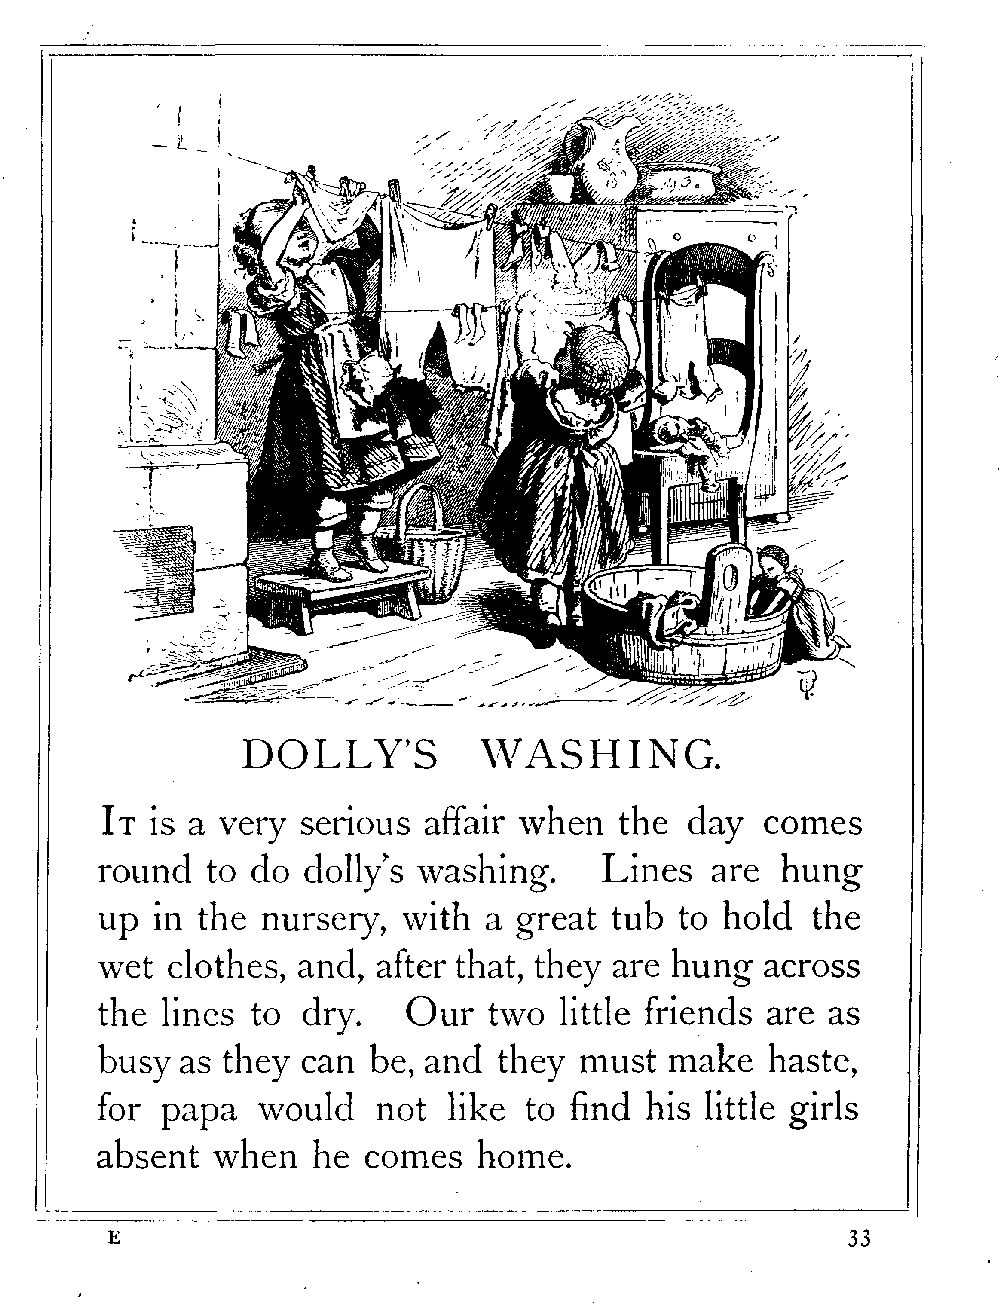 DOLLY'S WASHING.
IT is a very serious affair when the day comes
round to do dolly's washing. Lines are hung
up in the nursery, with a great tub to hold the
wet clothes, and, after that, they are hung across
the lines to dry. Our two little friends are as
busy as they can be, and they must make haste,
for papa would not like to find his little girls
absent when he comes home.
E 33